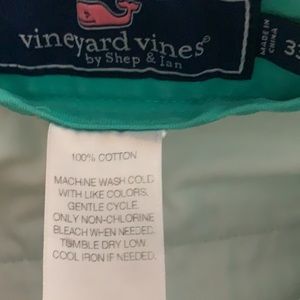 vineyard vines®
by Shep & Ian
MADE IN
CHINA
100% COTTON
MACHINE WASH COLD
WITH LIKE COLORS.
GENTLE CYCLE.
ONLY NON-CHLORINE
BLEACH WHEN NEEDED.
TUMBLE DRY LOW.
COOL IRON IF NEEDED.